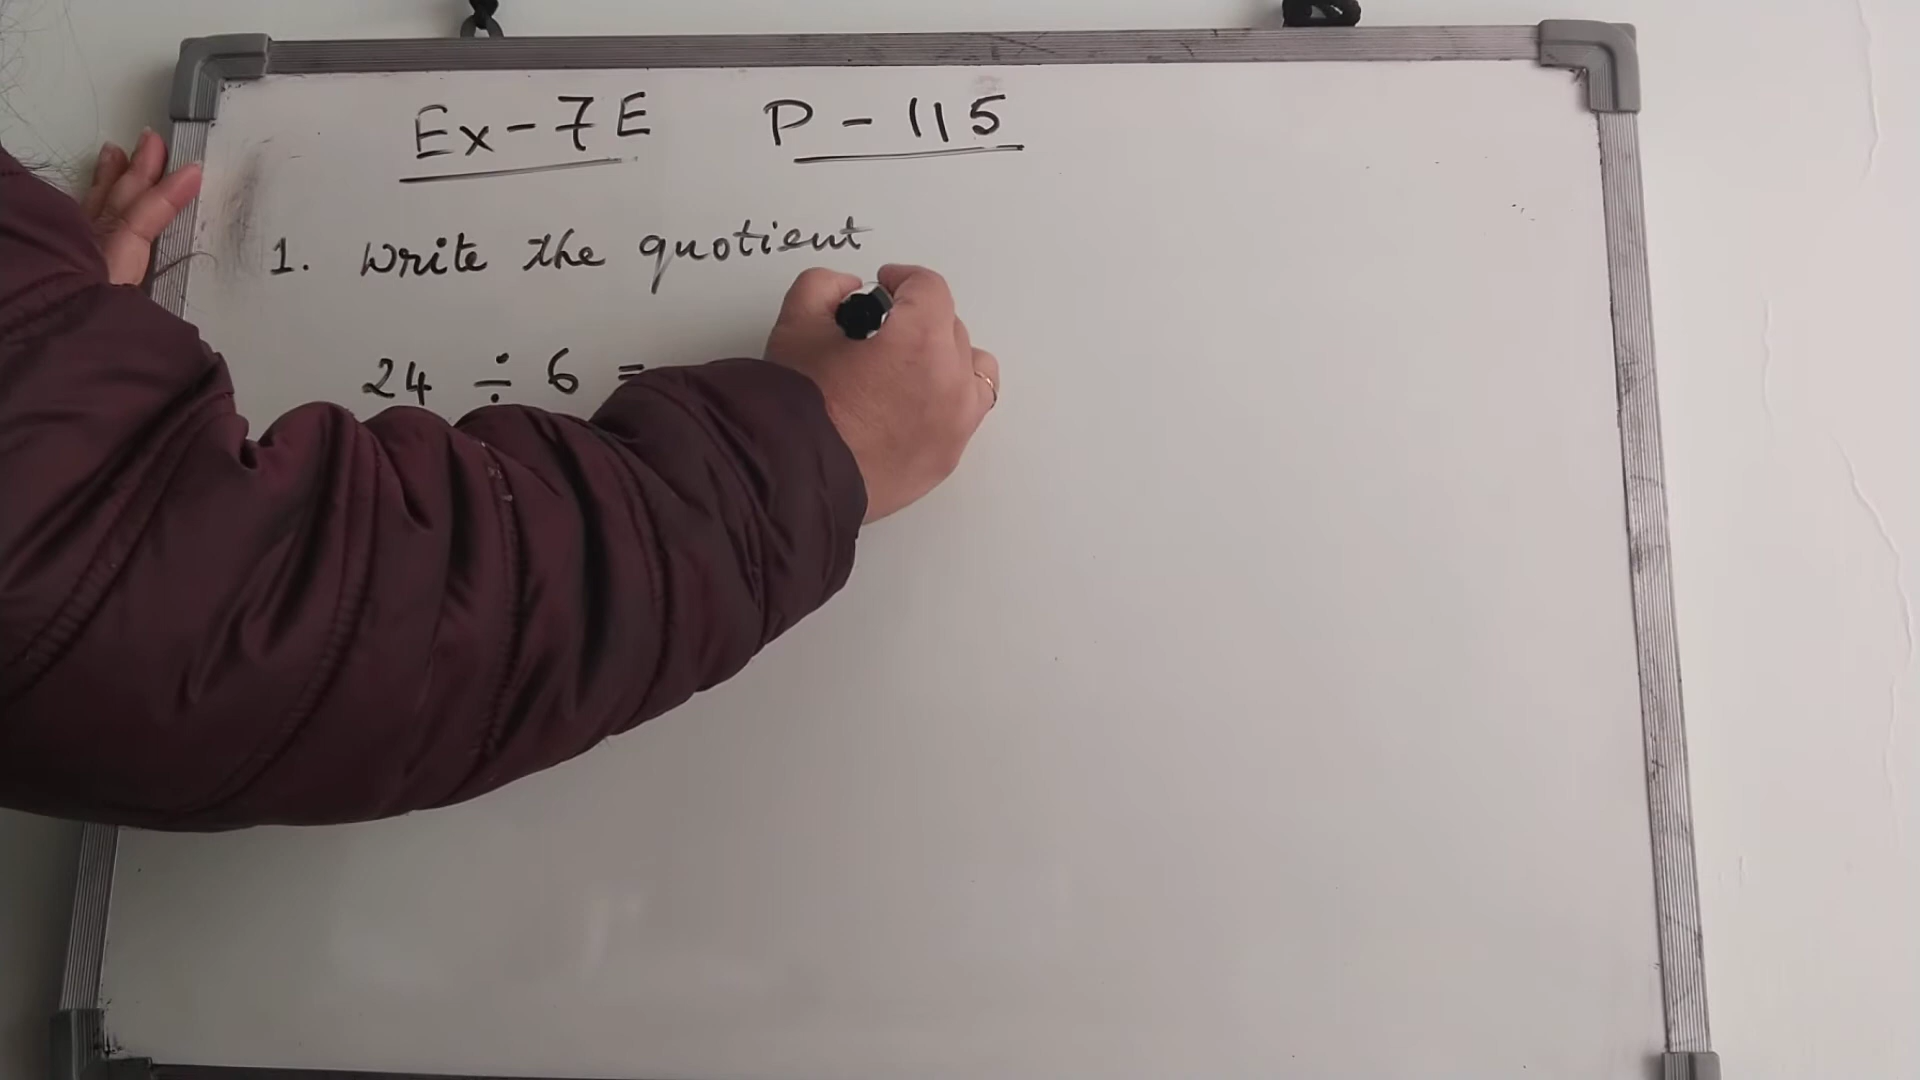 Ex-7E P-115
1. Write the quotient
24 ÷ 6 =